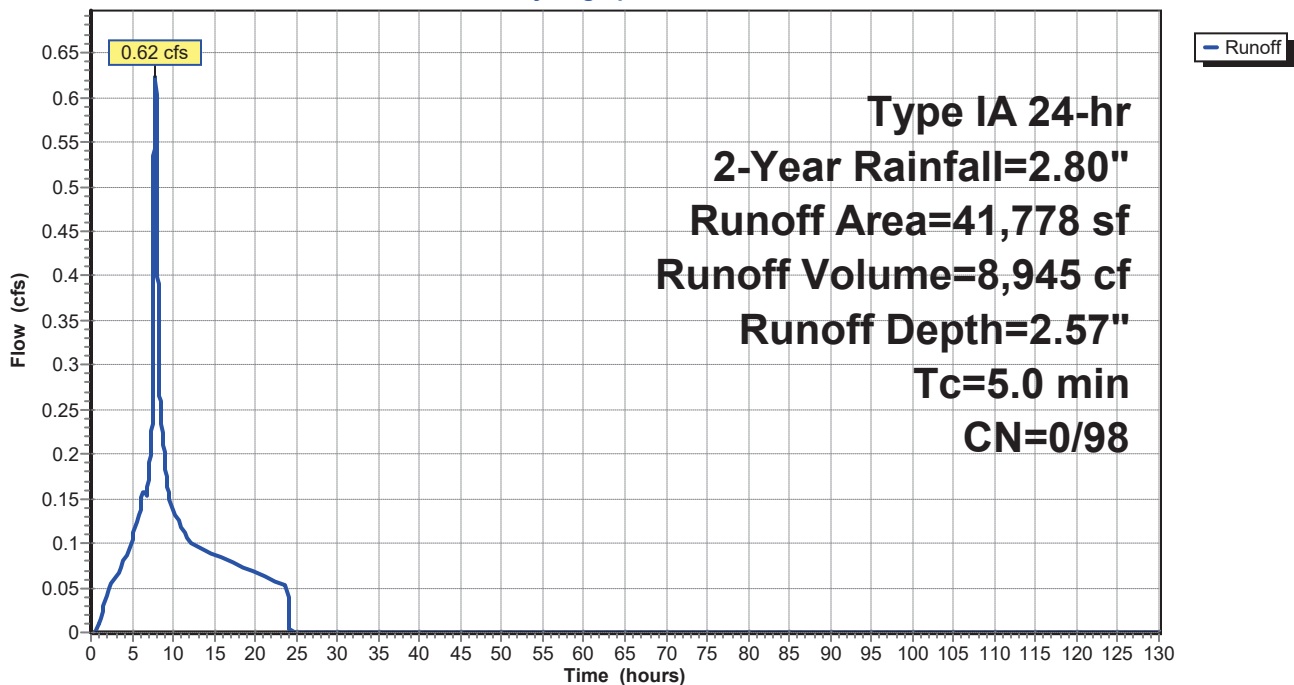 0.62 cfs
Runoff
Type IA 24-hr
2-Year Rainfall=2.80"
Runoff Area=41,778 sf
Runoff Volume=8,945 cf
Runoff Depth=2.57"
Tc=5.0 min
CN=0/98
Flow (cfs)
0.65
0.6
0.55
0.5
0.45
0.4
0.35
0.3
0.25
0.2
0.15
0.1
0.05
0
0 5 10 15 20 25 30 35 40 45 50 55 60 65 70 75 80 85 90 95 100 105 110 115 120 125 130
Time (hours)